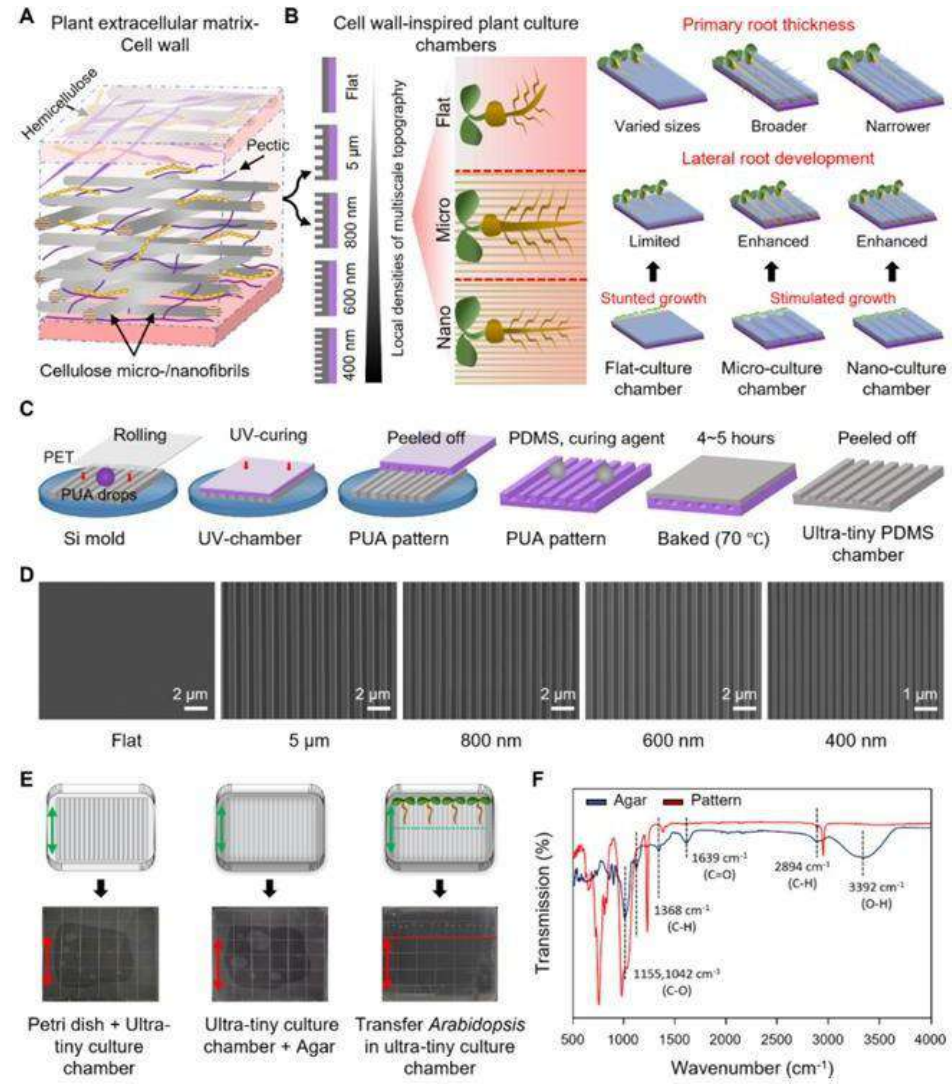 A
Plant extracellular matrix-
Cell wall
Hemicellulose
Pectic
Cellulose micro-/nanofibrils
B
Cell wall-inspired plant culture
chambers
Flat
5 μm
800 nm
600 nm
400 nm
Local densities of multiscale topography
Flat
Micro
Nano
Primary root thickness
Varied sizes
Broader
Narrower
Lateral root development
Limited
Enhanced
Enhanced
Stunted growth
Stimulated growth
Flat-culture
chamber
Micro-culture
chamber
Nano-culture
chamber
C
Rolling
PET
PUA drops
Si mold
UV-curing
UV-chamber
Peeled off
PUA pattern
PDMS, curing agent
PUA pattern
4~5 hours
Baked (70 ℃)
Peeled off
Ultra-tiny PDMS
chamber
D
2 μm
2 μm
2 μm
2 μm
1 μm
Flat
5 μm
800 nm
600 nm
400 nm
E
Petri dish + Ultra-
tiny culture
chamber
Ultra-tiny culture
chamber + Agar
Transfer Arabidopsis
in ultra-tiny culture
chamber
F
Agar
Pattern
Transmission (%)
1639 cm⁻¹
(C=O)
2894 cm⁻¹
(C-H)
3392 cm⁻¹
(O-H)
1368 cm⁻¹
(C-H)
1155,1042 cm⁻³
(C-O)
500 1000 1500 2000 2500 3000 3500 4000
Wavenumber (cm⁻¹)